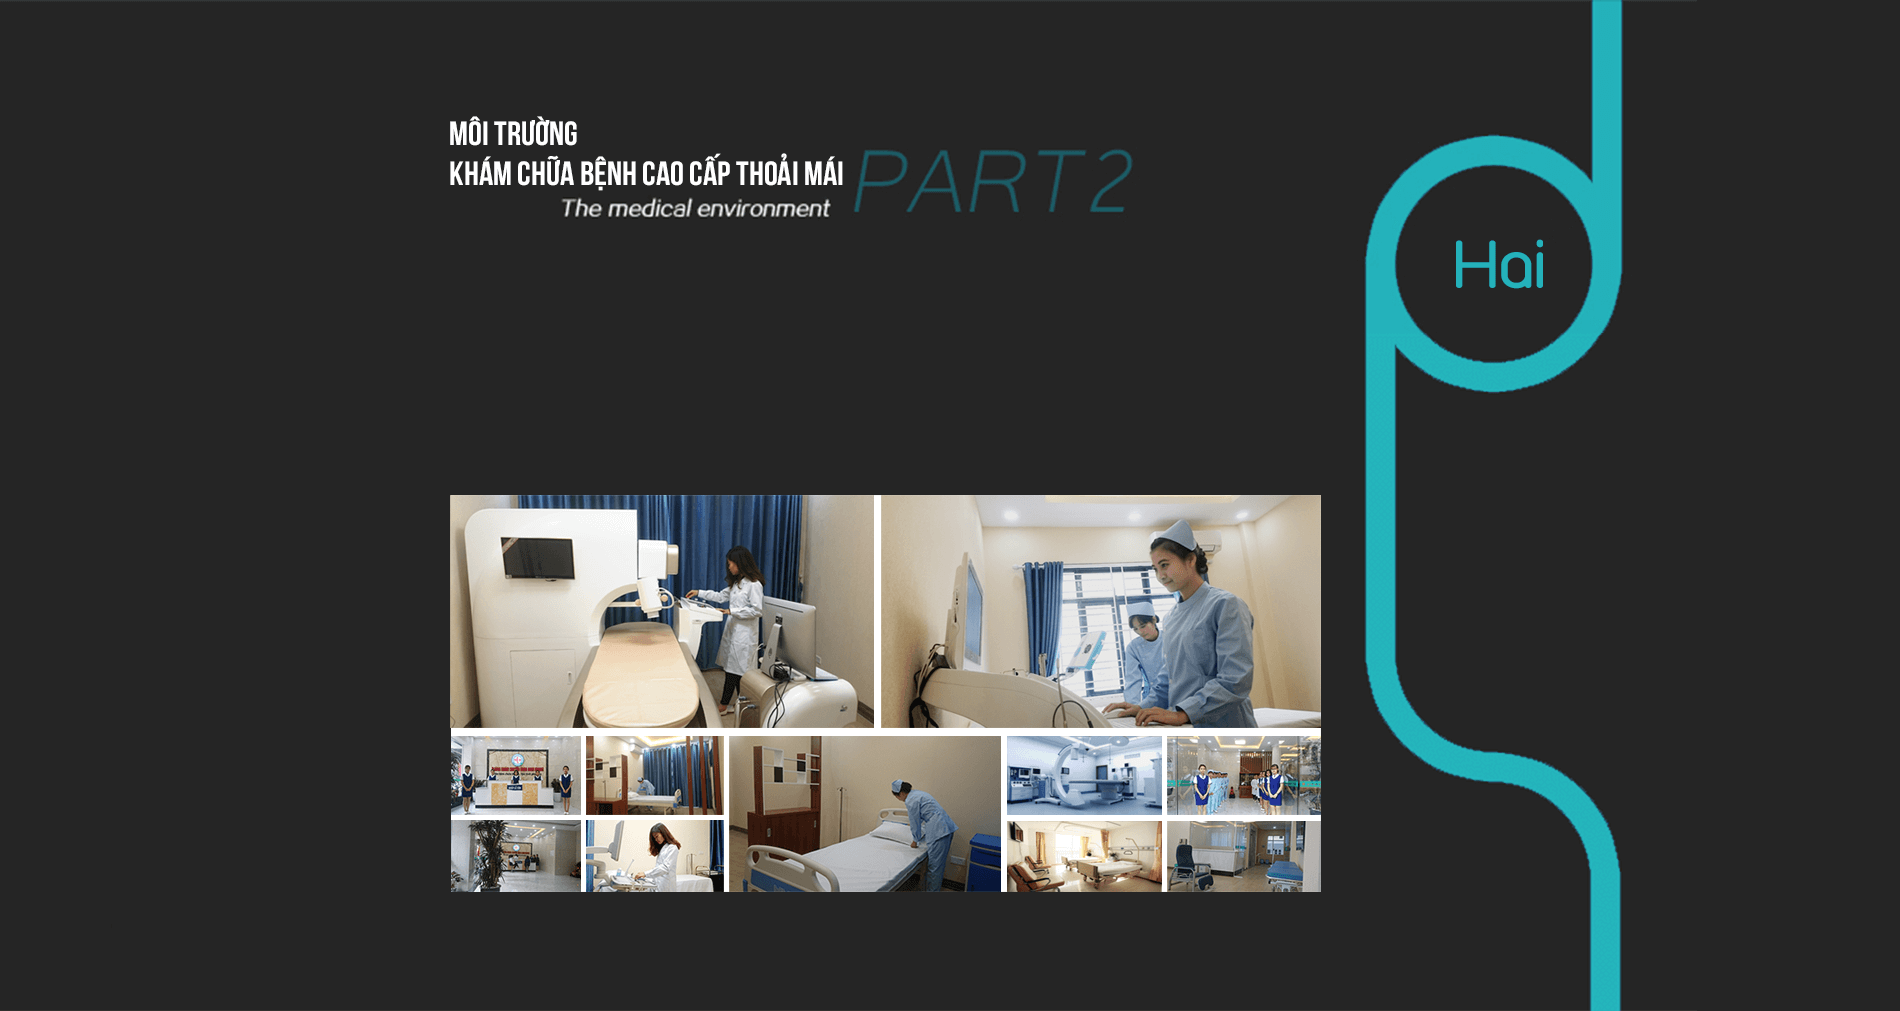 MÔI TRƯỜNG
KHÁM CHỮA BỆNH CAO CẤP THOẢI MÁI
The medical environment
PART2
Hai